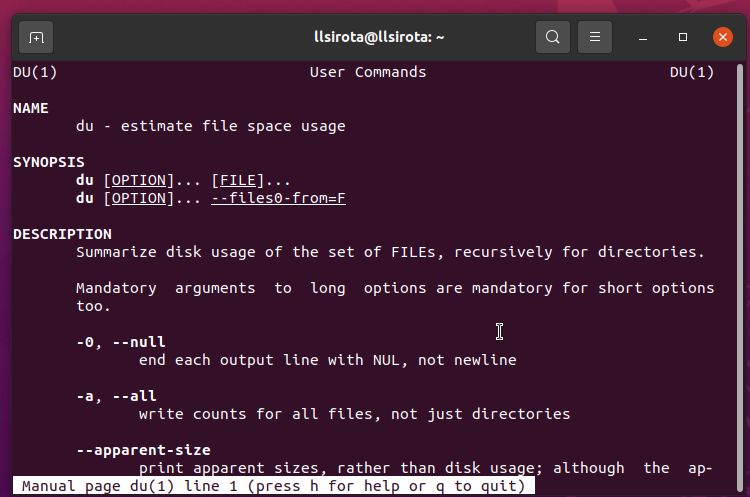 llsirota@llsirota: ~
DU(1) User Commands DU(1)
NAME
du - estimate file space usage
SYNOPSIS
du [OPTION]... [FILE]...
du [OPTION]... --files0-from=F
DESCRIPTION
Summarize disk usage of the set of FILEs, recursively for directories.
Mandatory arguments to long options are mandatory for short options
too.
-0, --null
end each output line with NUL, not newline
-a, --all
write counts for all files, not just directories
--apparent-size
print apparent sizes, rather than disk usage; although the ap-
Manual page du(1) line 1 (press h for help or q to quit)